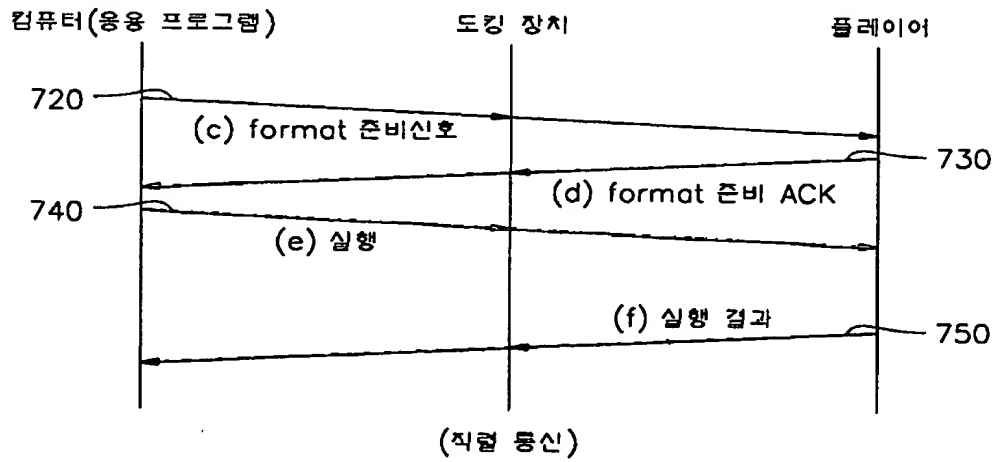 컴퓨터(응용 프로그램)
도킹 장치
플레이어
720
(c) format 준비신호
730
(d) format 준비 ACK
740
(e) 실행
(f) 실행 결과
750
(직렬 통신)